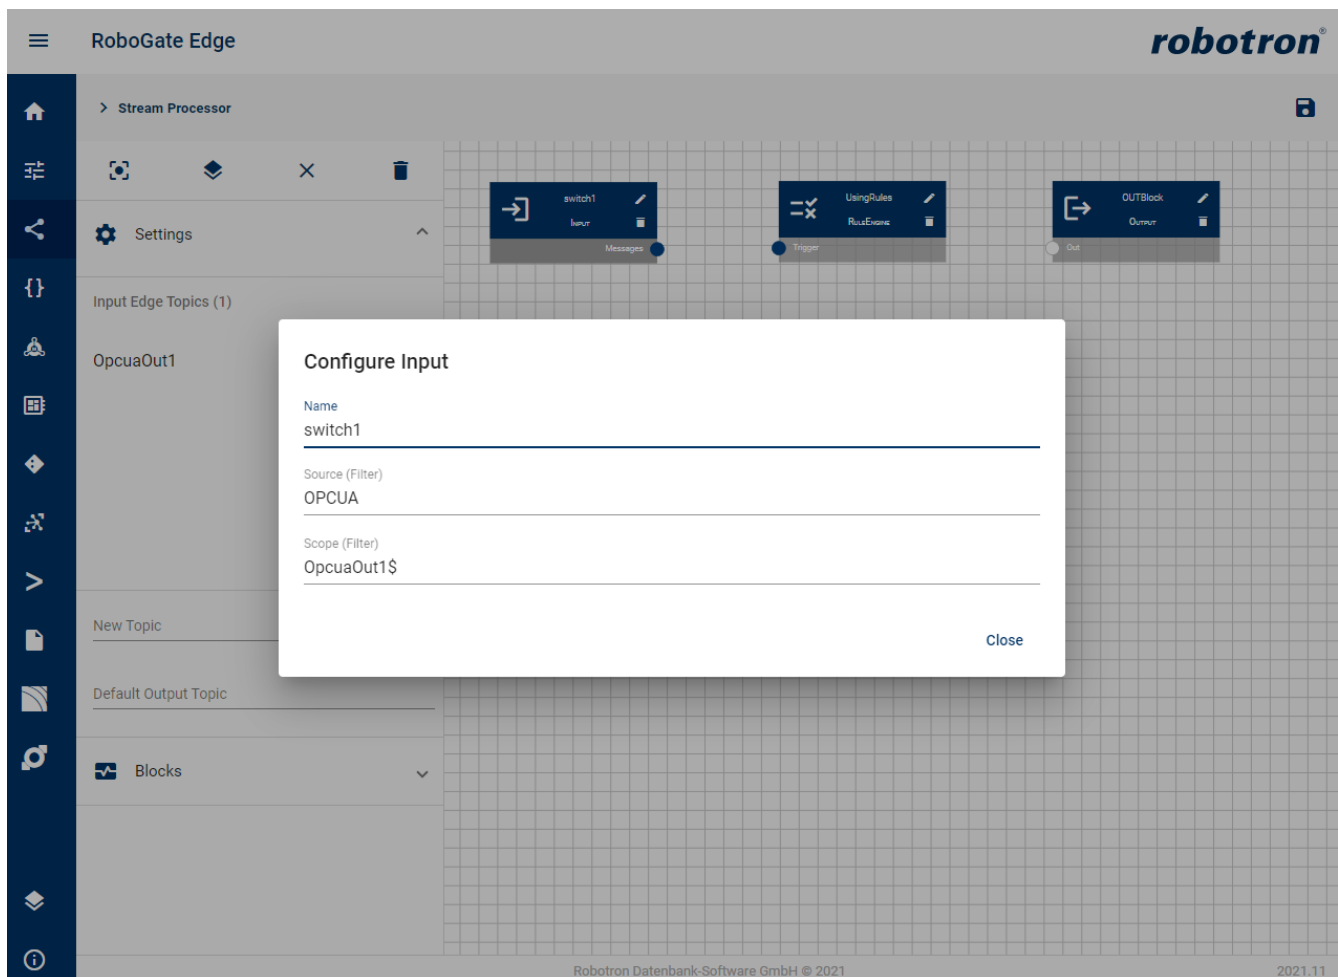 RoboGate Edge
robotron®
Stream Processor
Settings
Input Edge Topics (1)
OpcuaOut1
New Topic
Default Output Topic
Blocks
switch1
Input
Messages
UsingRules
RuleEngine
Trigger
OUTBlock
Output
Out
Configure Input
Name
switch1
Source (Filter)
OPCUA
Scope (Filter)
OpcuaOut1$
Close
Robotron Datenbank-Software GmbH © 2021
2021.11